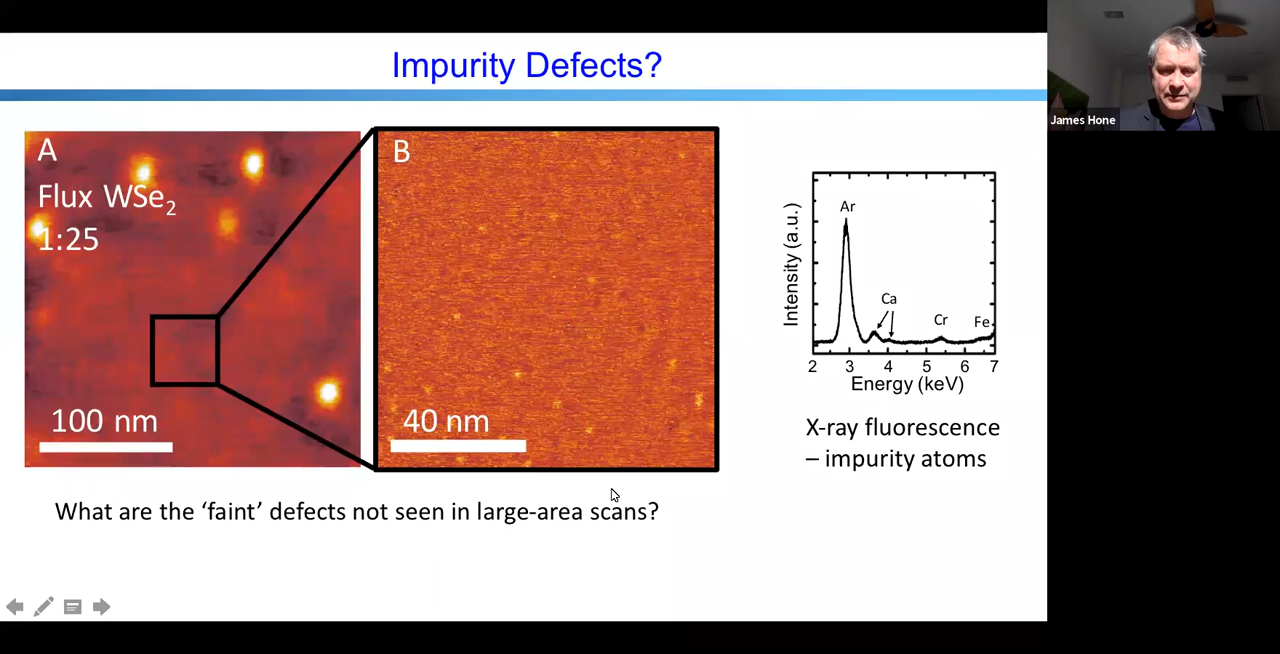 Impurity Defects?
James Hone
A
Flux WSe₂
1:25
100 nm
B
40 nm
Intensity (a.u.)
Ar
Ca
Cr
Fe
2 3 4 5 6 7
Energy (keV)
X-ray fluorescence
– impurity atoms
What are the ‘faint’ defects not seen in large-area scans?